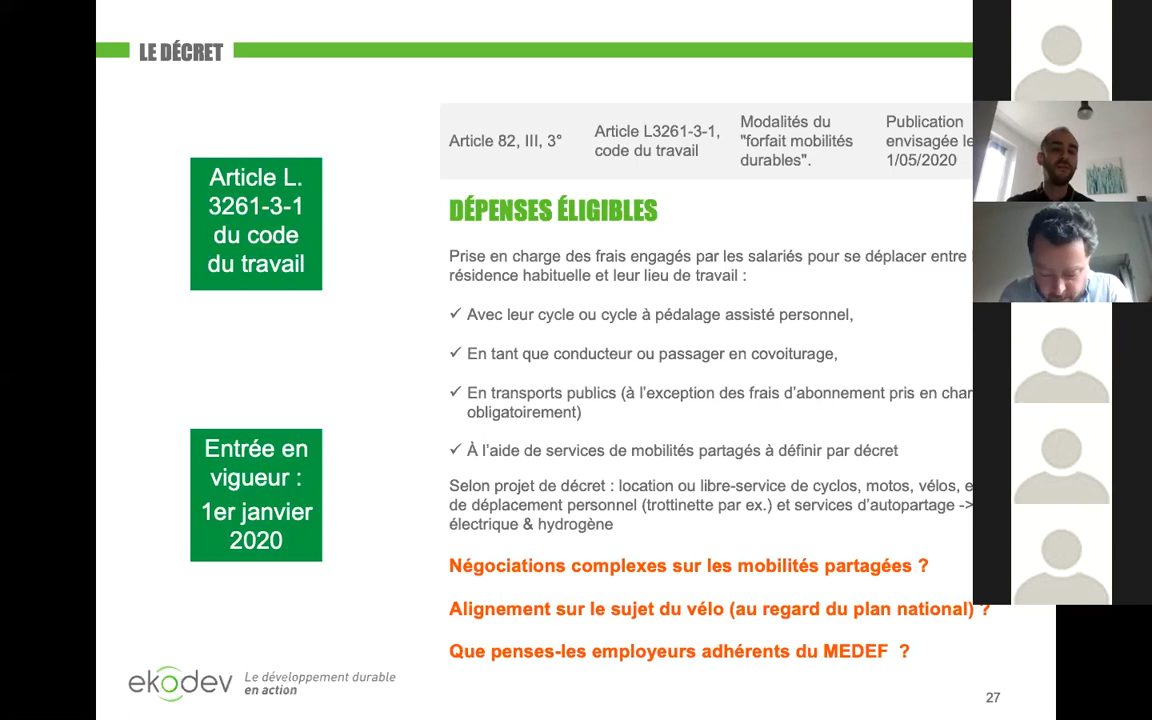 LE DÉCRET
Article 82, III, 3°
Article L3261-3-1,
code du travail
Modalités du
"forfait mobilités
durables".
Publication
envisagée le
1/05/2020
Article L.
3261-3-1
du code
du travail
DÉPENSES ÉLIGIBLES
Prise en charge des frais engagés par les salariés pour se déplacer entre
résidence habituelle et leur lieu de travail :
✓ Avec leur cycle ou cycle à pédalage assisté personnel,
✓ En tant que conducteur ou passager en covoiturage,
✓ En transports publics (à l'exception des frais d'abonnement pris en char
obligatoirement)
✓ À l'aide de services de mobilités partagés à définir par décret
Entrée en
vigueur :
1er janvier
2020
Selon projet de décret : location ou libre-service de cyclos, motos, vélos, e
de déplacement personnel (trottinette par ex.) et services d'autopartage ->
électrique & hydrogène
Négociations complexes sur les mobilités partagées ?
Alignement sur le sujet du vélo (au regard du plan national) ?
Que penses-les employeurs adhérents du MEDEF ?
ekodev
Le développement durable
en action
27